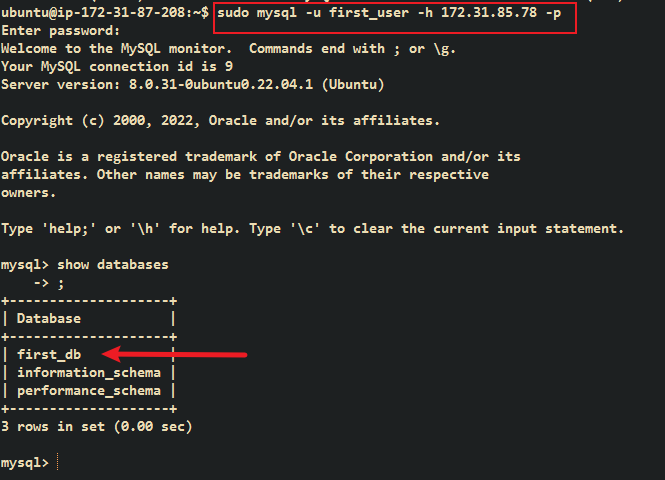 ubuntu@ip-172-31-87-208:~$ sudo mysql -u first_user -h 172.31.85.78 -p
Enter password:
Welcome to the MySQL monitor.  Commands end with ; or \g.
Your MySQL connection id is 9
Server version: 8.0.31-0ubuntu0.22.04.1 (Ubuntu)

Copyright (c) 2000, 2022, Oracle and/or its affiliates.

Oracle is a registered trademark of Oracle Corporation and/or its
affiliates. Other names may be trademarks of their respective
owners.

Type 'help;' or '\h' for help. Type '\c' to clear the current input statement.

mysql> show databases
    -> ;
+--------------------+
| Database           |
+--------------------+
| first_db           |
| information_schema |
| performance_schema |
+--------------------+
3 rows in set (0.00 sec)

mysql>